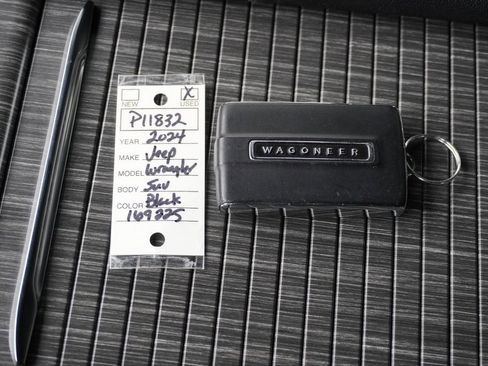 X
NEW USED
P11832
YEAR 2024
MAKE Jeep
MODEL Wrangler
BODY Suv
COLOR Black
169225
WAGONEER